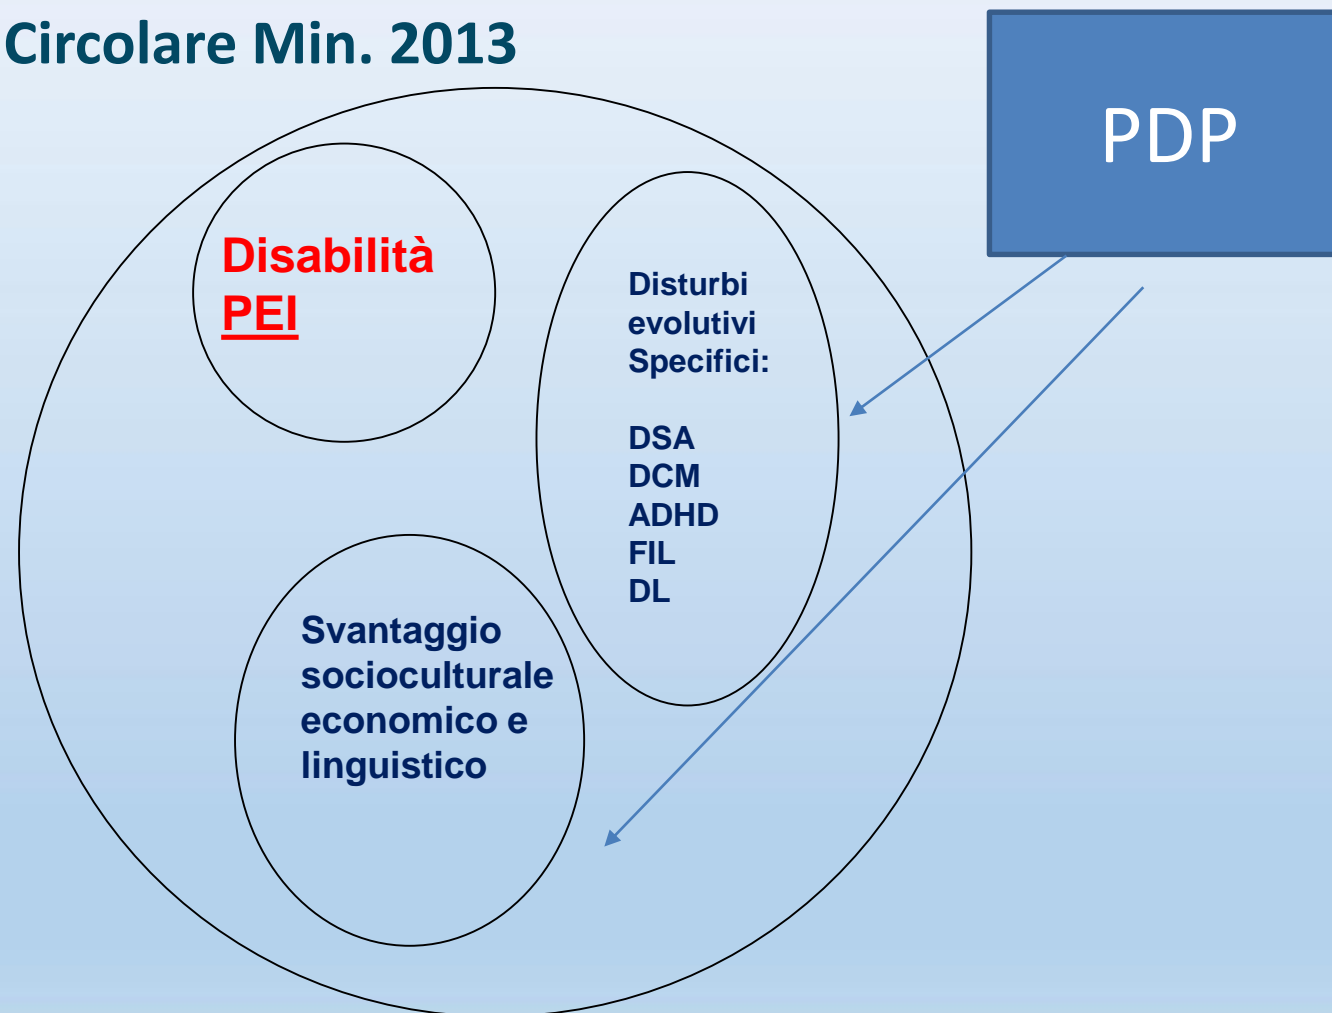 Circolare Min. 2013
PDP
Disabilità
PEI
Disturbi
evolutivi
Specifici:
DSA
DCM
ADHD
FIL
DL
Svantaggio
socioculturale
economico e
linguistico